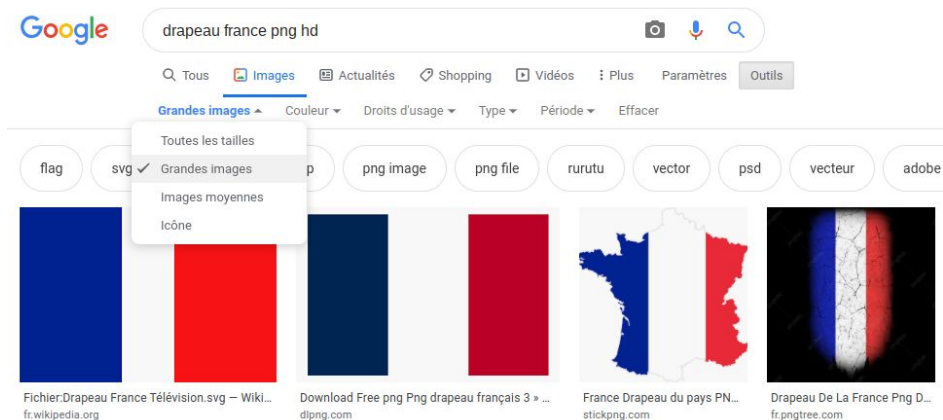 Google
drapeau france png hd
Tous Images Actualités Shopping Vidéos Plus Paramètres Outils
Grandes images Couleur Droits d'usage Type Période Effacer
Toutes les tailles
Grandes images
Images moyennes
Icône
flag svg p png image png file rurutu vector psd vecteur adobe
Fichier:Drapeau France Télévision.svg — Wiki... Download Free png Png drapeau français 3 » ... France Drapeau du pays PN... Drapeau De La France Png D...
fr.wikipedia.org dlpng.com stickpng.com fr.pngtree.com